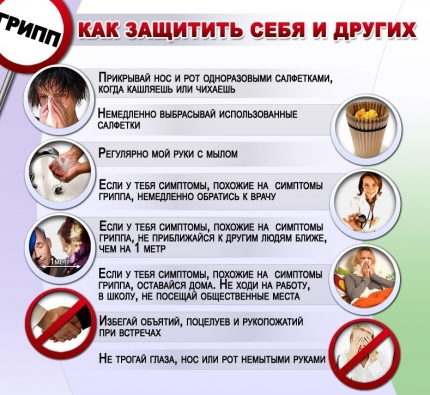 ГРИПП
КАК ЗАЩИТИТЬ СЕБЯ И ДРУГИХ
ПРИКРЫВАЙ НОС И РОТ ОДНОРАЗОВЫМИ САЛФЕТКАМИ,
КОГДА КАШЛЯЕШЬ ИЛИ ЧИХАЕШЬ
НЕМЕДЛЕННО ВЫБРАСЫВАЙ ИСПОЛЬЗОВАННЫЕ
САЛФЕТКИ
РЕГУЛЯРНО МОЙ РУКИ С МЫЛОМ
ЕСЛИ У ТЕБЯ СИМПТОМЫ, ПОХОЖИЕ НА СИМПТОМЫ
ГРИППА, НЕМЕДЛЕННО ОБРАТИСЬ К ВРАЧУ
ЕСЛИ У ТЕБЯ СИМПТОМЫ, ПОХОЖИЕ НА СИМПТОМЫ
ГРИППА, НЕ ПРИБЛИЖАЙСЯ К ДРУГИМ ЛЮДЯМ БЛИЖЕ,
ЧЕМ НА 1 МЕТР
1МЕТР
ЕСЛИ У ТЕБЯ СИМПТОМЫ, ПОХОЖИЕ НА СИМПТОМЫ
ГРИППА, ОСТАВАЙСЯ ДОМА. НЕ ХОДИ НА РАБОТУ,
В ШКОЛУ, НЕ ПОСЕЩАЙ ОБЩЕСТВЕННЫЕ МЕСТА
ИЗБЕГАЙ ОБЪЯТИЙ, ПОЦЕЛУЕВ И РУКОПОЖАТИЙ
ПРИ ВСТРЕЧАХ
НЕ ТРОГАЙ ГЛАЗА, НОС ИЛИ РОТ НЕМЫТЫМИ РУКАМИ